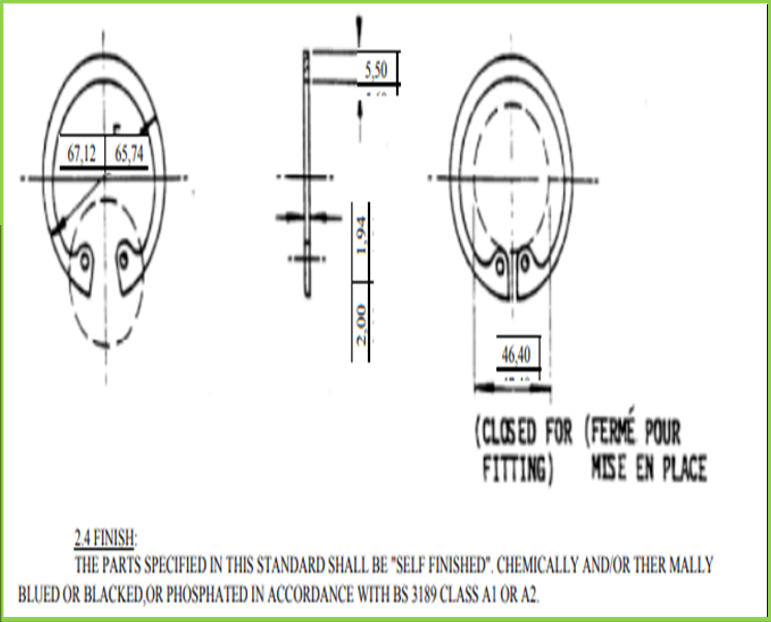 5,50
67,12 65,74
1,94
2,00
46,40
(CLOSED FOR (FERMÉ POUR
FITTING) MISE EN PLACE
2.4 FINISH:
THE PARTS SPECIFIED IN THIS STANDARD SHALL BE "SELF FINISHED". CHEMICALLY AND/OR THER MALLY
BLUED OR BLACKED,OR PHOSPHATED IN ACCORDANCE WITH BS 3189 CLASS A1 OR A2.